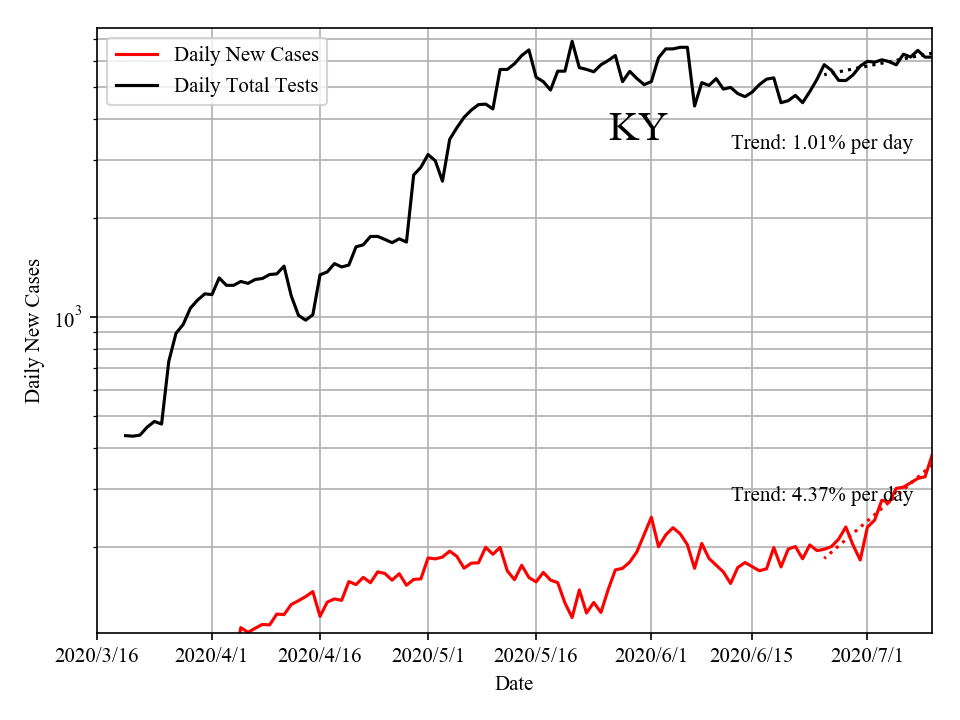 Daily New Cases
Daily Total Tests
KY
Trend: 1.01% per day
Daily New Cases
10^3
Trend: 4.37% per day
2020/3/16 2020/4/1 2020/4/16 2020/5/1 2020/5/16 2020/6/1 2020/6/15 2020/7/1
Date